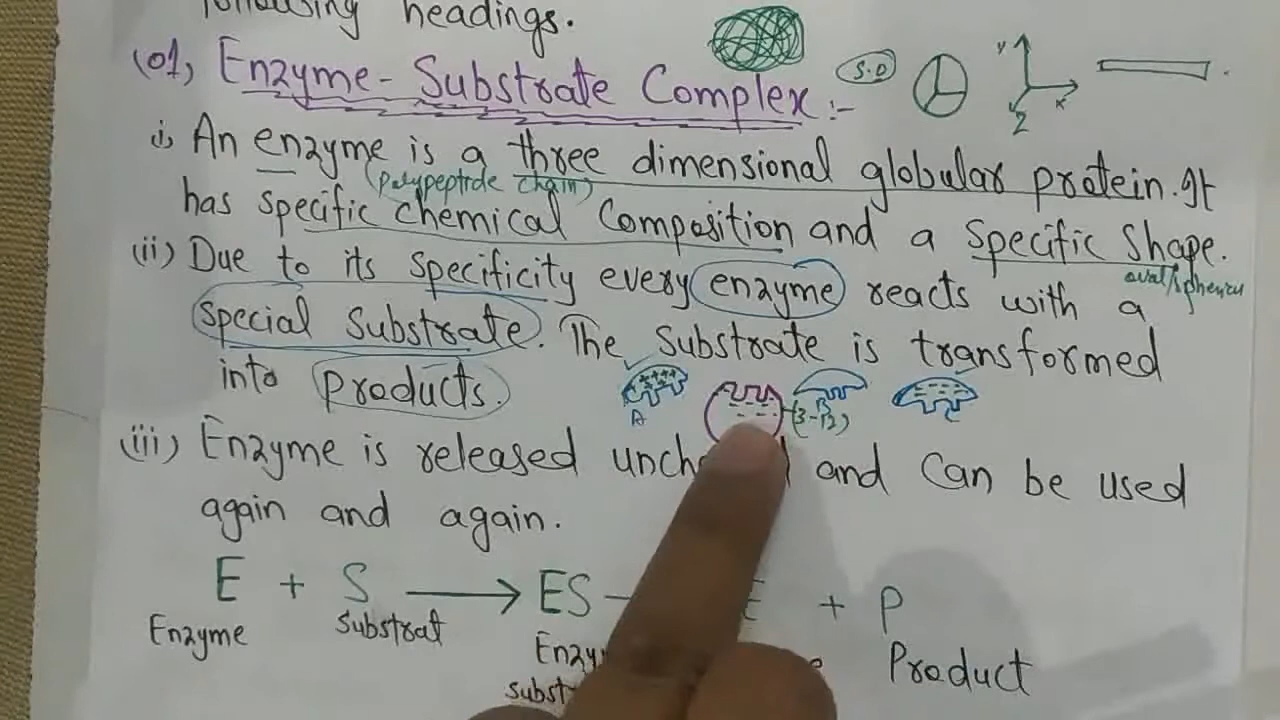 following headings.
(01) Enzyme-Substrate Complex:-
S.D
Y
X
Z
i) An enzyme is a three dimensional globular protein. It
(Polypeptide chain)
has specific chemical composition and a specific shape.
oval/spherical
(ii) Due to its specificity every enzyme reacts with a
special substrate. The substrate is transformed
into products.
A
B
C
(3-12)
(iii) Enzyme is released and can be used
again and again.
E + S → ES E + P
Enzyme Substrat Product